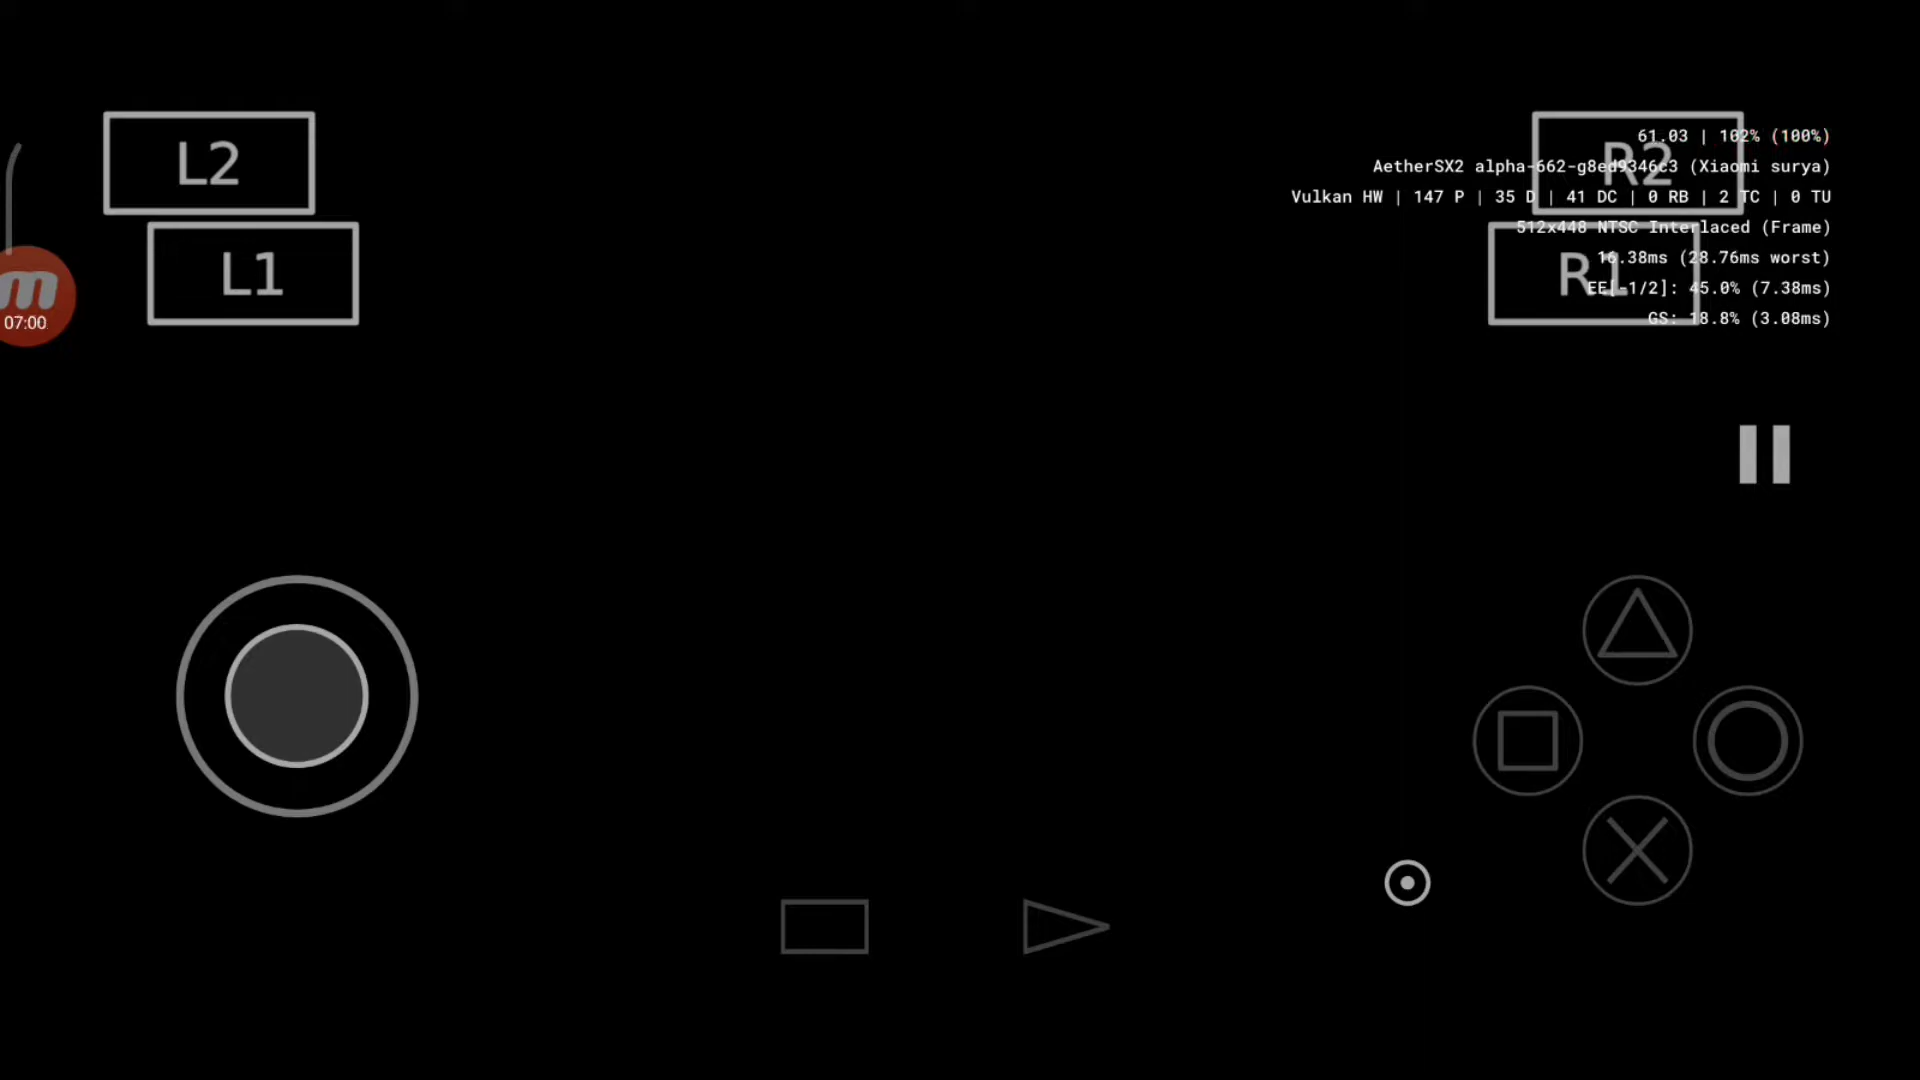 L2
L1
m
07:00
R2
R1
61.03 | 102% (100%)
AetherSX2 alpha-662-g8ed9346c3 (Xiaomi surya)
Vulkan HW | 147 P | 35 D | 41 DC | 0 RB | 2 TC | 0 TU
512x448 NTSC Interlaced (Frame)
16.38ms (28.76ms worst)
EE[-1/2]: 45.0% (7.38ms)
GS: 18.8% (3.08ms)